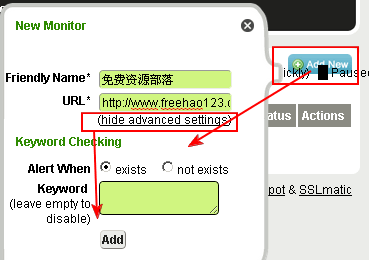 New Monitor
Add New
ickly) Paused
Friendly Name* 免费资源部落
URL* http://www.freehao123.c
(hide advanced settings)
tatus Actions
Keyword Checking
Alert When exists not exists
Keyword
(leave empty to
disable)
pot & SSLmatic
Add